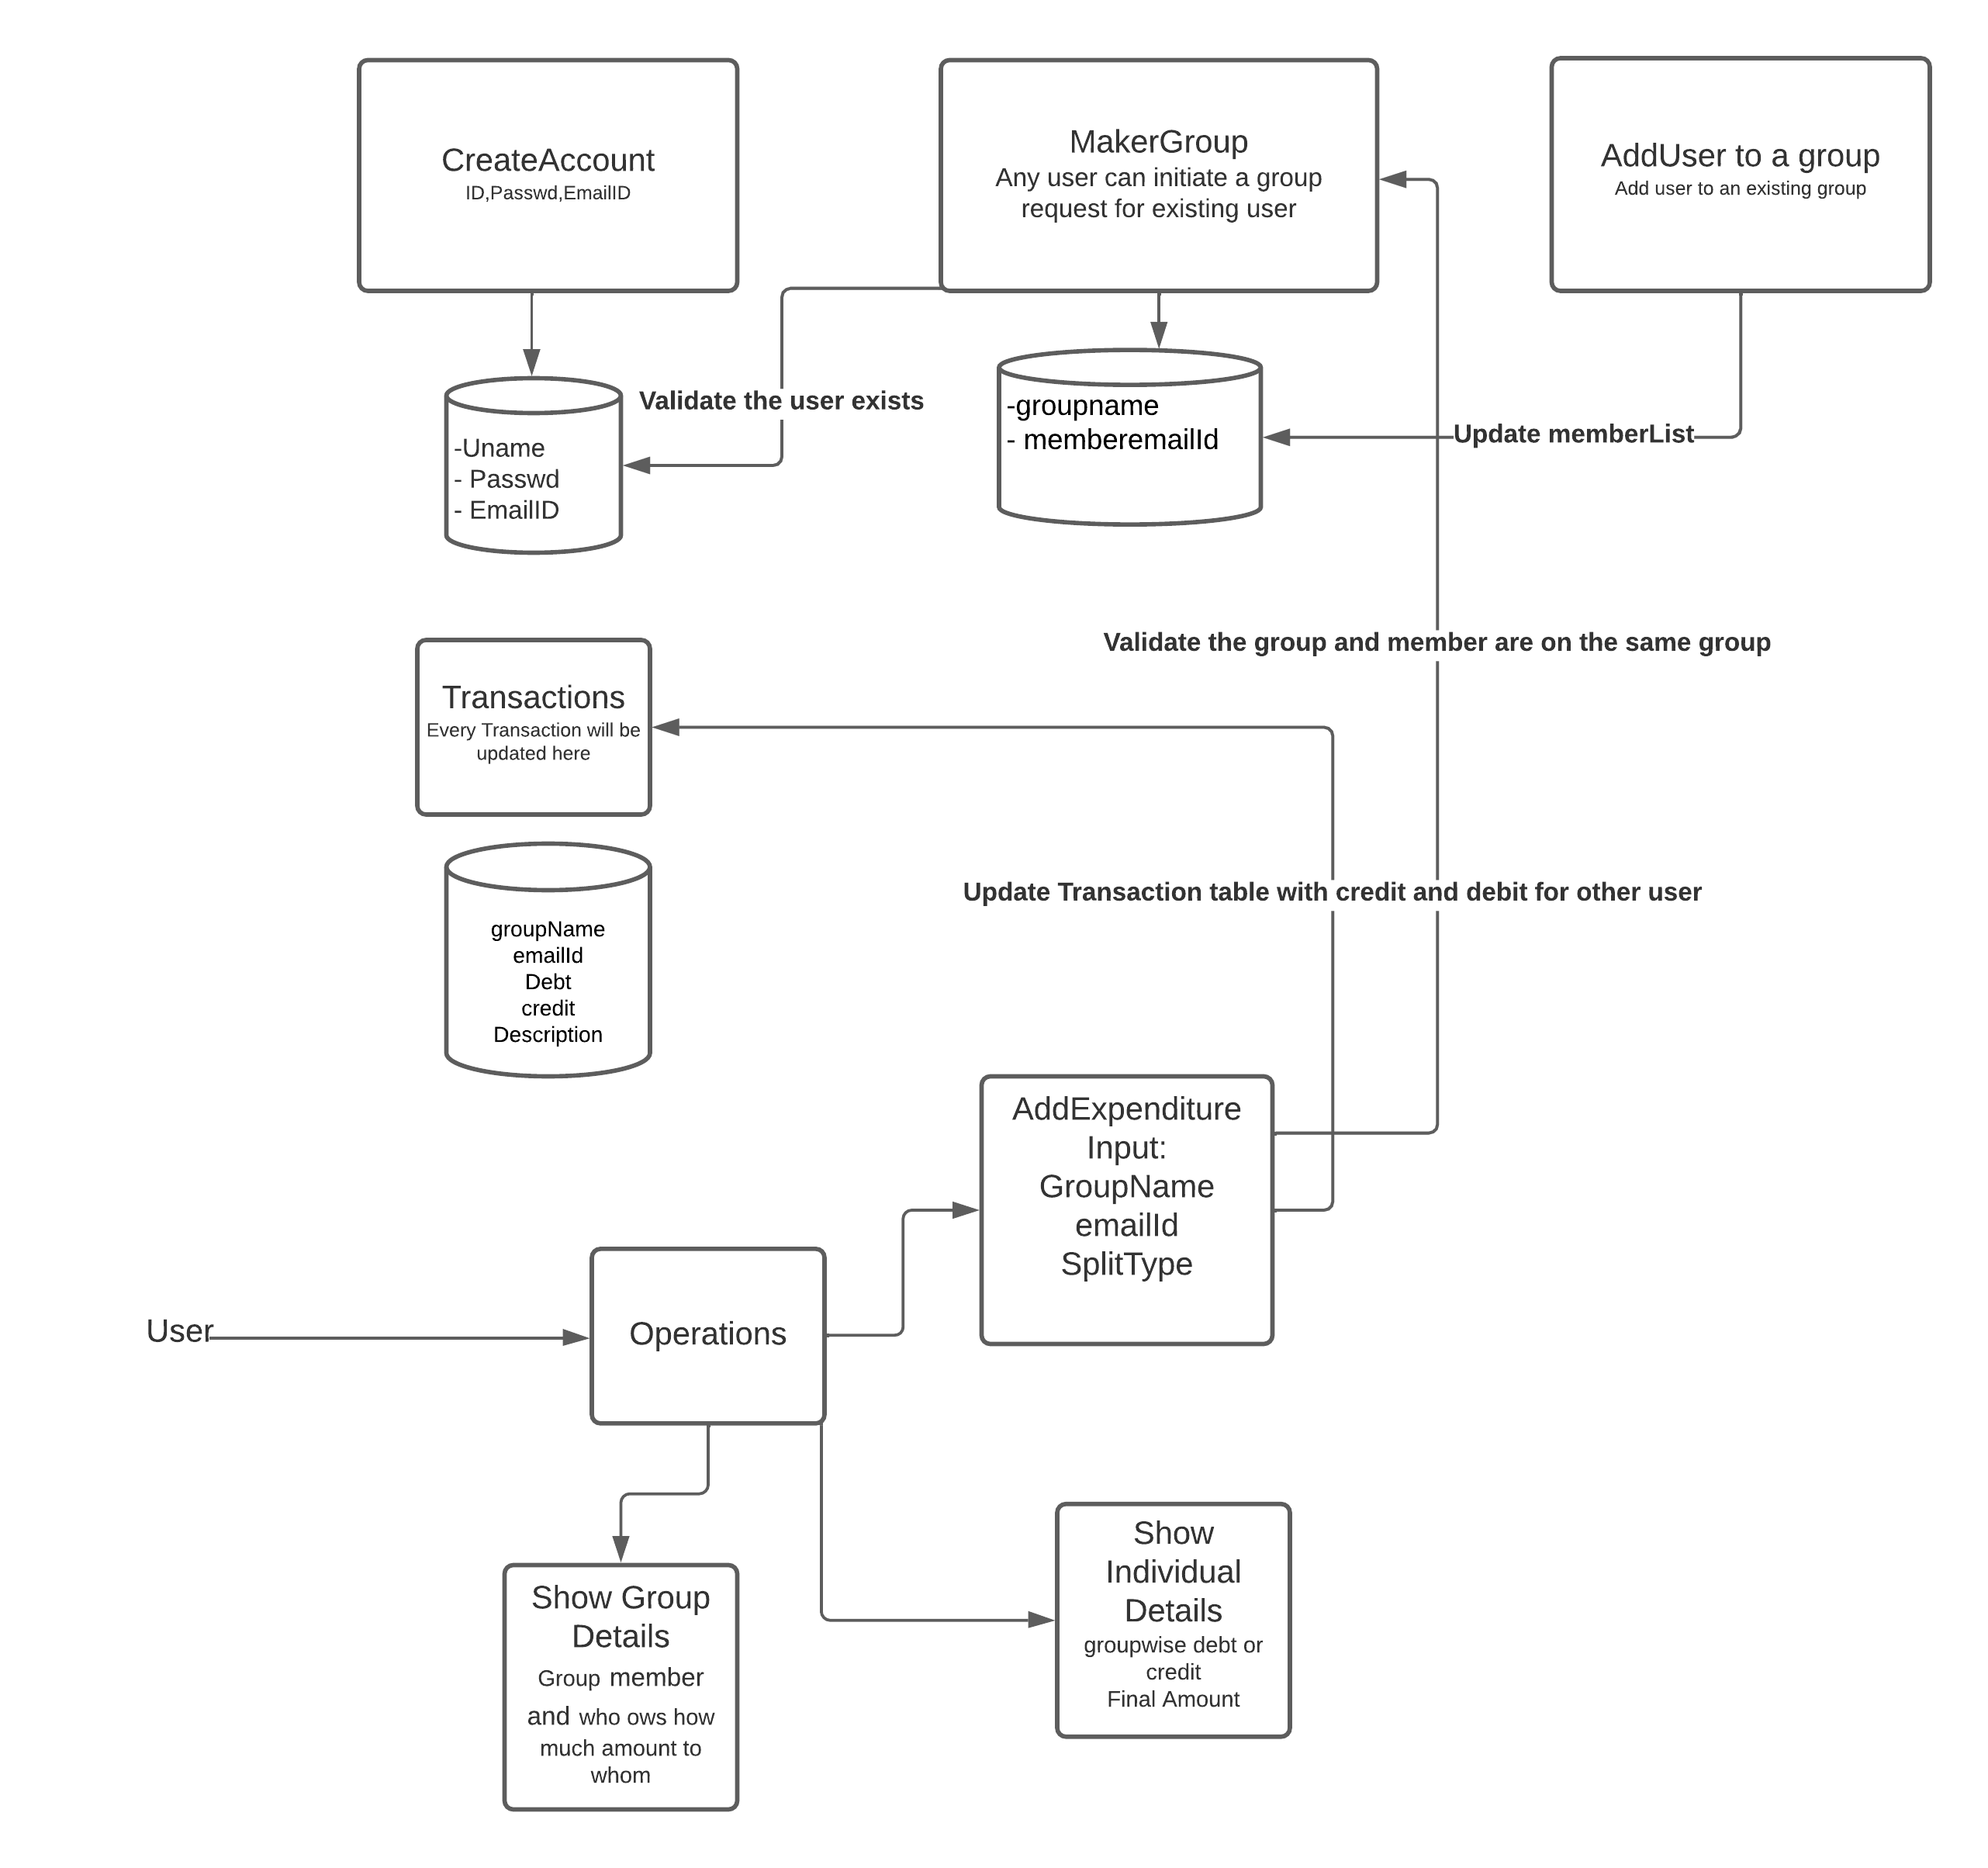 CreateAccount
ID,Passwd,EmailID
MakerGroup
Any user can initiate a group
request for existing user
AddUser to a group
Add user to an existing group
Validate the user exists
-groupname
- memberemailId
Update memberList
-Uname
- Passwd
- EmailID
Validate the group and member are on the same group
Transactions
Every Transaction will be
updated here
Update Transaction table with credit and debit for other user
groupName
emailId
Debt
credit
Description
AddExpenditure
Input:
GroupName
emailId
SplitType
User
Operations
Show Group
Details
Group member
and who ows how
much amount to
whom
Show
Individual
Details
groupwise debt or
credit
Final Amount